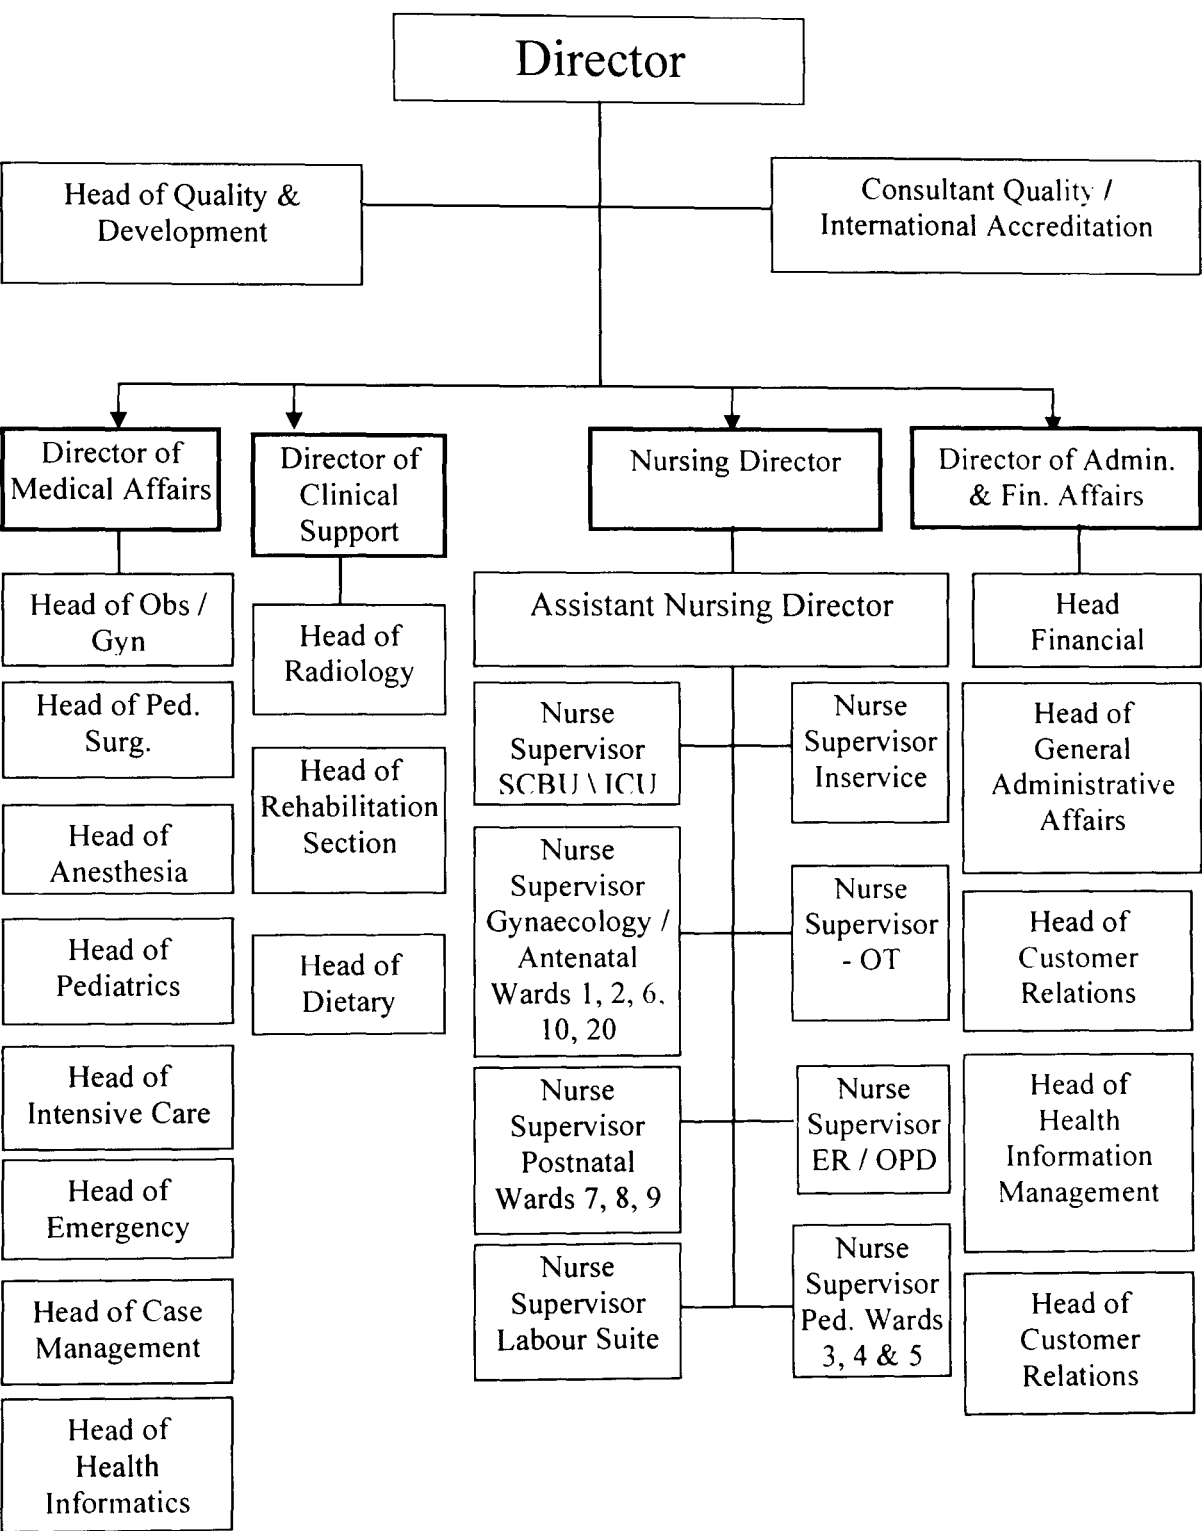 Director
Head of Quality &
Development
Consultant Quality /
International Accreditation
Director of
Medical Affairs
Director of
Clinical
Support
Nursing Director
Director of Admin.
& Fin. Affairs
Head of Obs /
Gyn
Head of Ped.
Surg.
Head of
Anesthesia
Head of
Pediatrics
Head of
Intensive Care
Head of
Emergency
Head of Case
Management
Head of
Health
Informatics
Head of
Radiology
Head of
Rehabilitation
Section
Head of
Dietary
Assistant Nursing Director
Nurse
Supervisor
SCBU \ ICU
Nurse
Supervisor
Gynaecology /
Antenatal
Wards 1, 2, 6,
10, 20
Nurse
Supervisor
Postnatal
Wards 7, 8, 9
Nurse
Supervisor
Labour Suite
Nurse
Supervisor
Inservice
Nurse
Supervisor
- OT
Nurse
Supervisor
ER / OPD
Nurse
Supervisor
Ped. Wards
3, 4 & 5
Head
Financial
Head of
General
Administrative
Affairs
Head of
Customer
Relations
Head of
Health
Information
Management
Head of
Customer
Relations